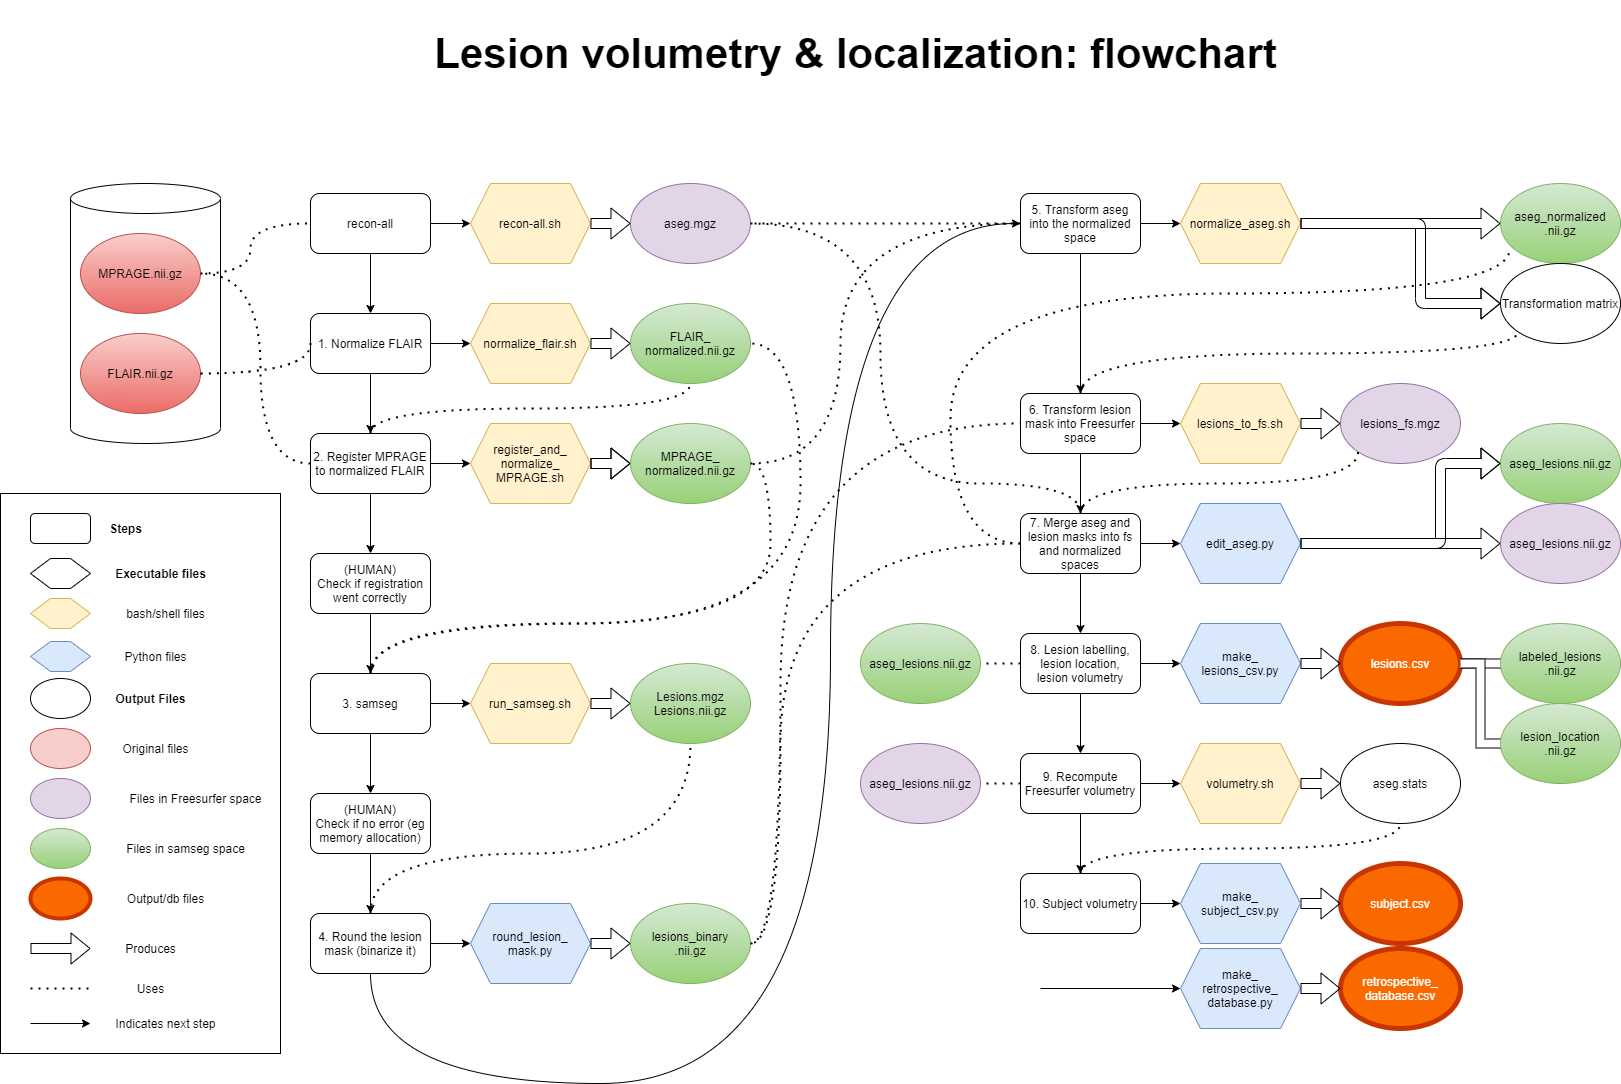 Lesion volumetry & localization: flowchart
MPRAGE.nii.gz
FLAIR.nii.gz
recon-all
recon-all.sh
aseg.mgz
1. Normalize FLAIR
normalize_flair.sh
FLAIR_
normalized.nii.gz
2. Register MPRAGE
to normalized FLAIR
register_and_
normalize_
MPRAGE.sh
MPRAGE_
normalized.nii.gz
(HUMAN)
Check if registration
went correctly
3. samseg
run_samseg.sh
Lesions.mgz
Lesions.nii.gz
(HUMAN)
Check if no error (eg
memory allocation)
4. Round the lesion
mask (binarize it)
round_lesion_
mask.py
lesions_binary
.nii.gz
5. Transform aseg
into the normalized
space
normalize_aseg.sh
aseg_normalized
.nii.gz
Transformation matrix
6. Transform lesion
mask into Freesurfer
space
lesions_to_fs.sh
lesions_fs.mgz
7. Merge aseg and
lesion masks into fs
and normalized
spaces
edit_aseg.py
aseg_lesions.nii.gz
aseg_lesions.nii.gz
aseg_lesions.nii.gz
8. Lesion labelling,
lesion location,
lesion volumetry
make_
lesions_csv.py
lesions.csv
labeled_lesions
.nii.gz
lesion_location
.nii.gz
aseg_lesions.nii.gz
9. Recompute
Freesurfer volumetry
volumetry.sh
aseg.stats
10. Subject volumetry
make_
subject_csv.py
subject.csv
make_
retrospective_
database.py
retrospective_
database.csv
Steps
Executable files
bash/shell files
Python files
Output Files
Original files
Files in Freesurfer space
Files in samseg space
Output/db files
Produces
Uses
Indicates next step